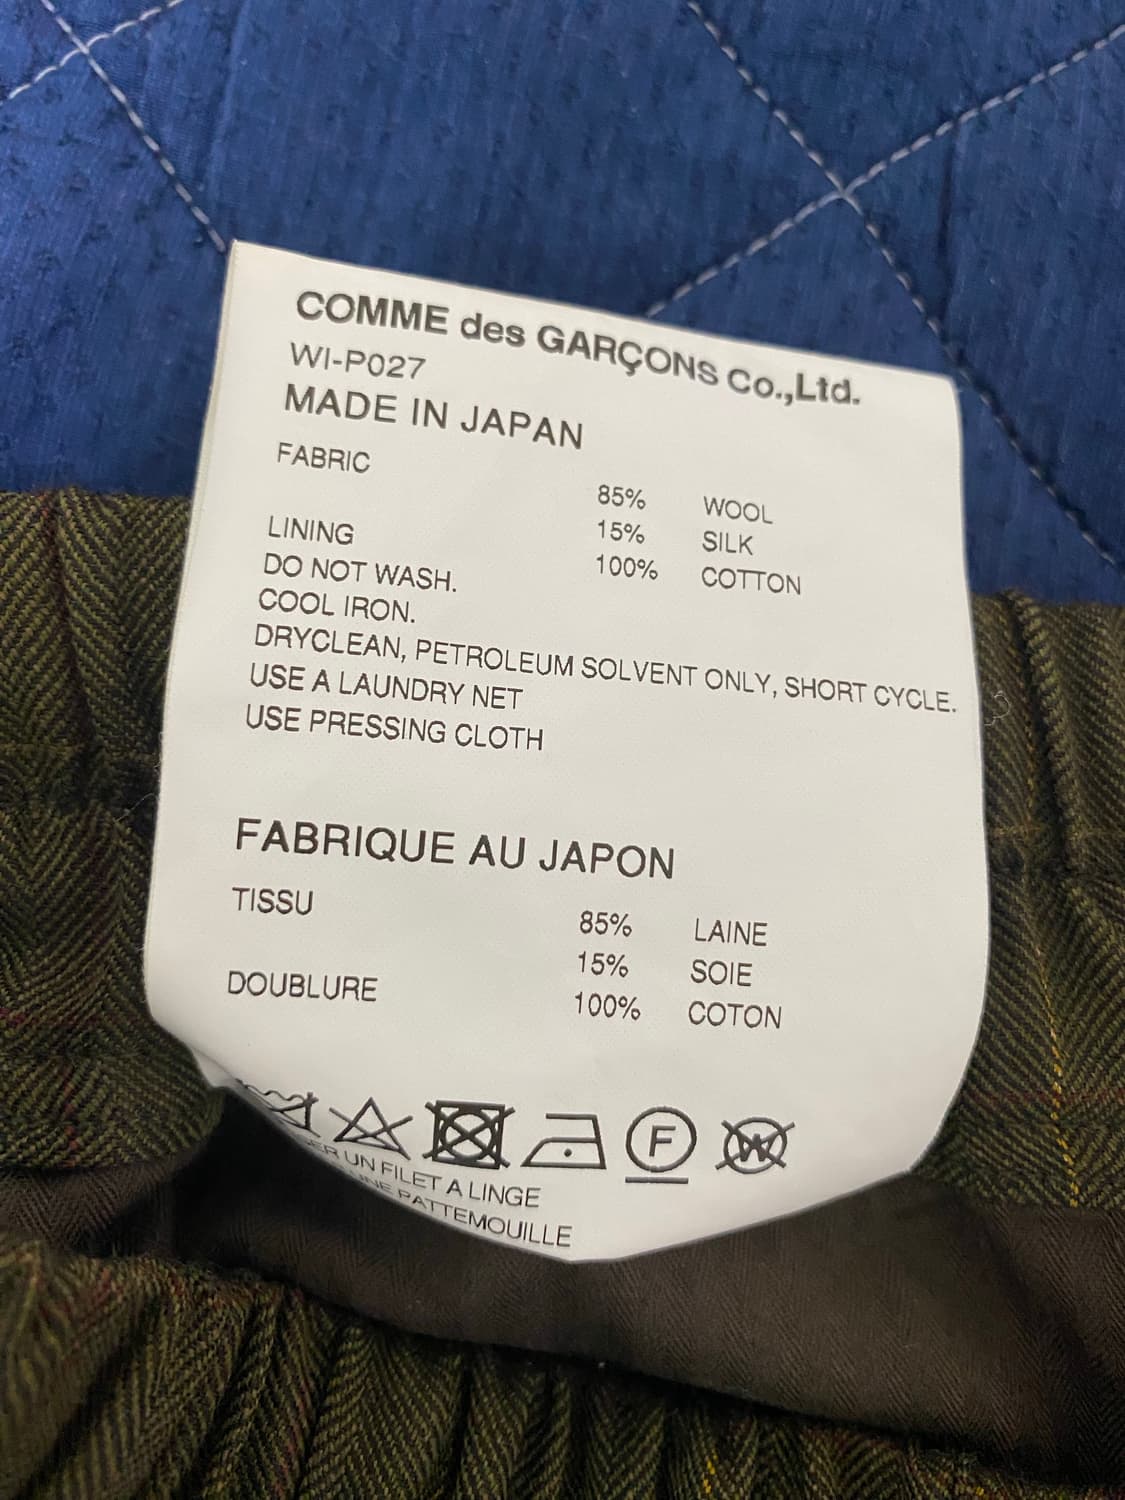 COMME des GARÇONS Co.,Ltd.
WI-P027
MADE IN JAPAN
FABRIC
85% WOOL
15% SILK
LINING 100% COTTON
DO NOT WASH.
COOL IRON.
DRYCLEAN, PETROLEUM SOLVENT ONLY, SHORT CYCLE.
USE A LAUNDRY NET
USE PRESSING CLOTH
FABRIQUE AU JAPON
TISSU
85% LAINE
15% SOIE
DOUBLURE 100% COTON
F W
UN FILET A LINGE
PATTEMOUILLE